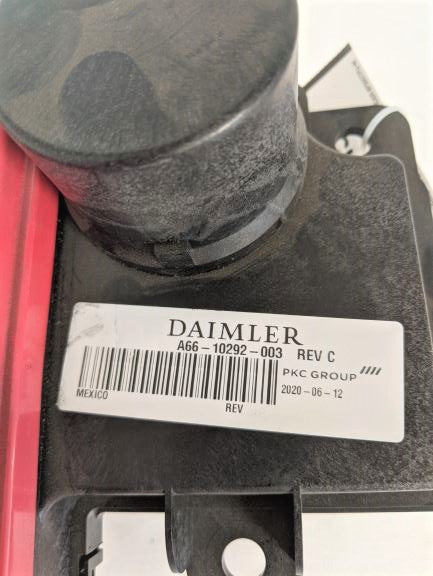 DAIMLER
A66-10292-003 REV C
PKC GROUP
MEXICO
2020-06-12
REV